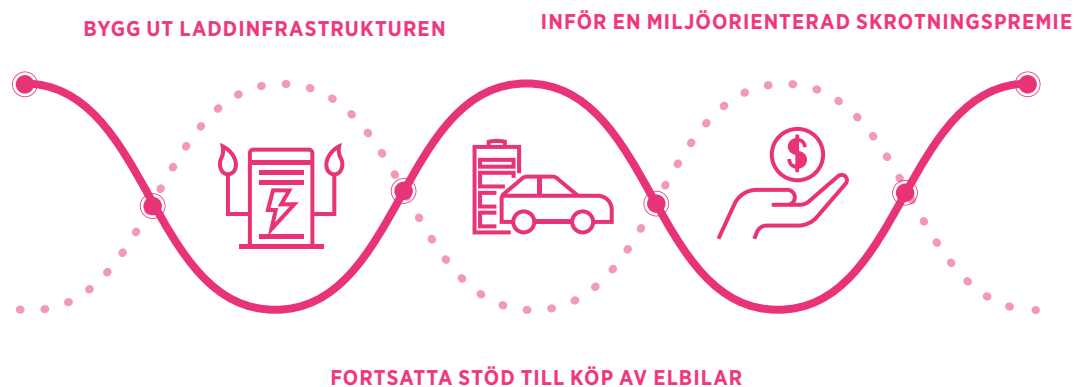 BYGG UT LADDINFRASTRUKTUREN
INFÖR EN MILJÖORIENTERAD SKROTNINGSPREMIE
$
FORTSATTA STÖD TILL KÖP AV ELBILAR